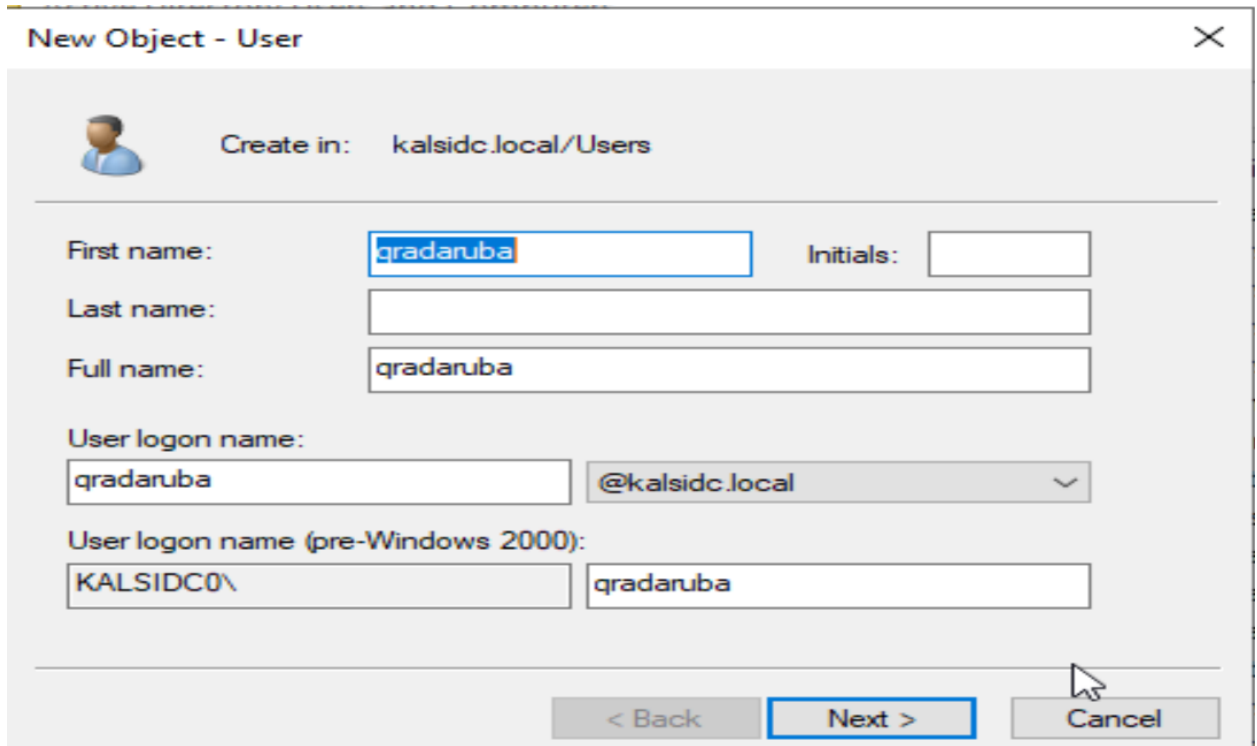 New Object - User
Create in: kalsidc.local/Users
First name: qradaruba Initials:
Last name:
Full name: qradaruba
User logon name:
qradaruba @kalsidc.local
User logon name (pre-Windows 2000):
KALSIDC0\ qradaruba
< Back Next > Cancel